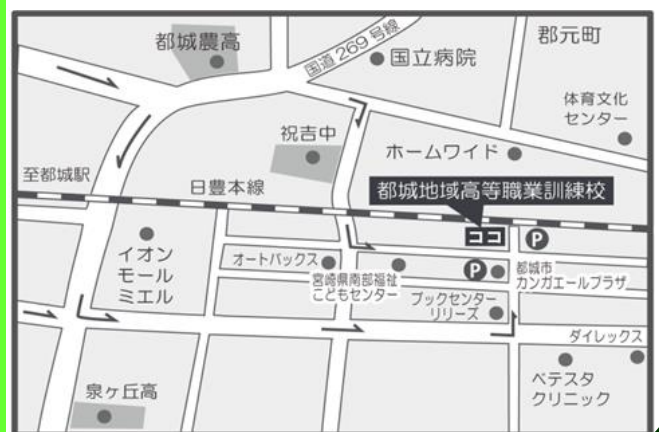 都城農高
国道269号線
国立病院
郡元町
体育文化
センター
祝吉中
ホームワイド
至都城駅
日豊本線
都城地域高等職業訓練校
ココ
P
イオン
モール
ミエル
オートバックス
宮崎県南部福祉
こどもセンター
P
都城市
カンガエールプラザ
ブックセンター
リリーズ
ダイレックス
ベテスタ
クリニック
泉ヶ丘高